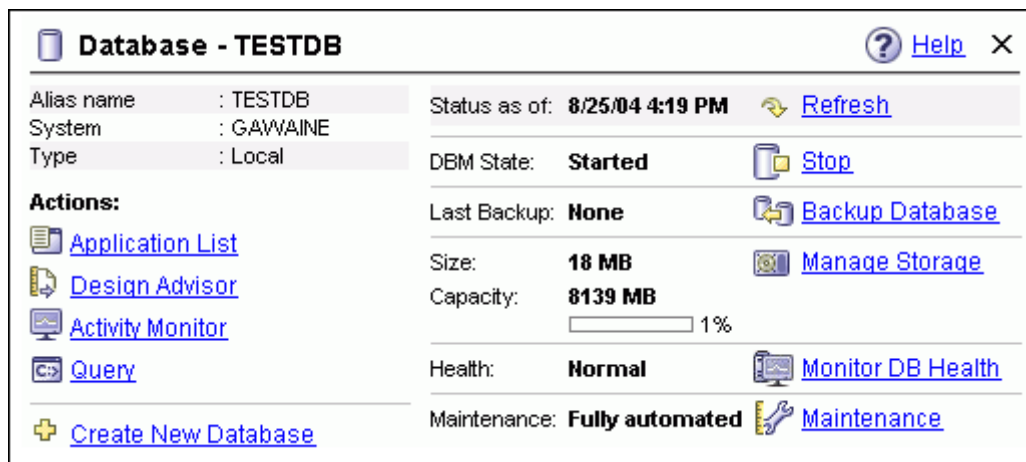 Database - TESTDB
? Help X
Alias name : TESTDB
System : GAWAINE
Type : Local
Actions:
Application List
Design Advisor
Activity Monitor
C:> Query
Create New Database
Status as of: 8/25/04 4:19 PM Refresh
DBM State: Started Stop
Last Backup: None Backup Database
Size: 18 MB Manage Storage
Capacity: 8139 MB
1%
Health: Normal Monitor DB Health
Maintenance: Fully automated Maintenance